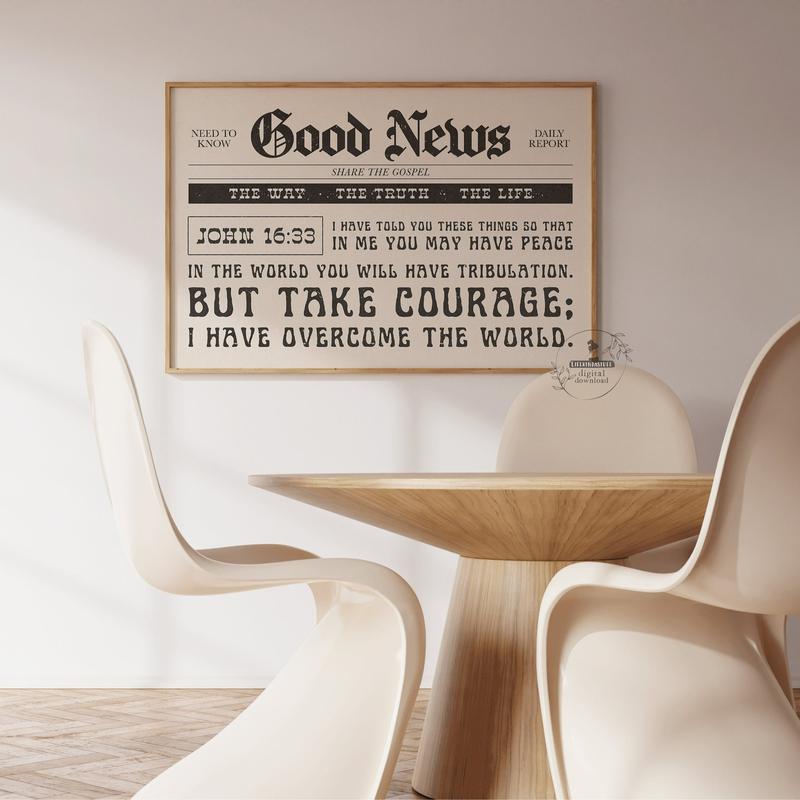 NEED TO KNOW
Good News
DAILY REPORT
SHARE THE GOSPEL
THE WAY · THE TRUTH · THE LIFE
JOHN 16:33
I HAVE TOLD YOU THESE THINGS SO THAT
IN ME YOU MAY HAVE PEACE
IN THE WORLD YOU WILL HAVE TRIBULATION.
BUT TAKE COURAGE;
I HAVE OVERCOME THE WORLD.
digital
download